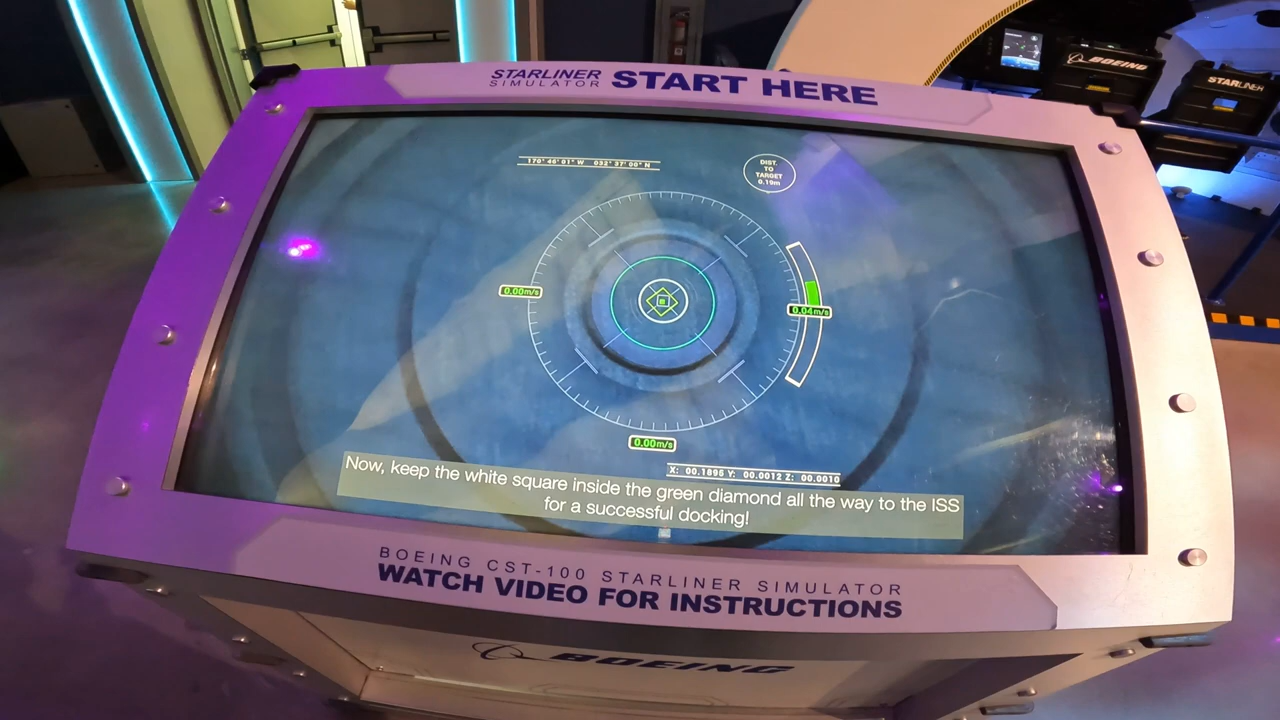 STARLINER
SIMULATOR
START HERE
BOEING
STARLINER
170° 46' 01" W 032° 37' 00" N
DIST.
TO
TARGET
0.19m
0.00m/s
0.04m/s
0.00m/s
X: 00.1895 Y: 00.0012 Z: 00.0010
Now, keep the white square inside the green diamond all the way to the ISS
for a successful docking!
BOEING CST-100 STARLINER SIMULATOR
WATCH VIDEO FOR INSTRUCTIONS
BOEING